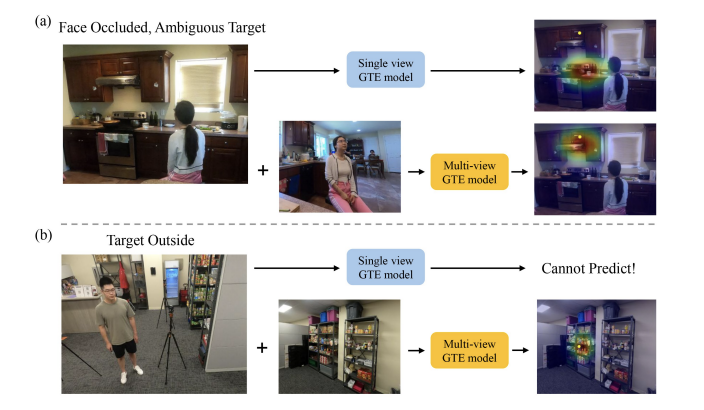 (a)
Face Occluded, Ambiguous Target
Single view
GTE model
+
Multi-view
GTE model
(b)
Target Outside
Single view
GTE model
Cannot Predict!
+
Multi-view
GTE model